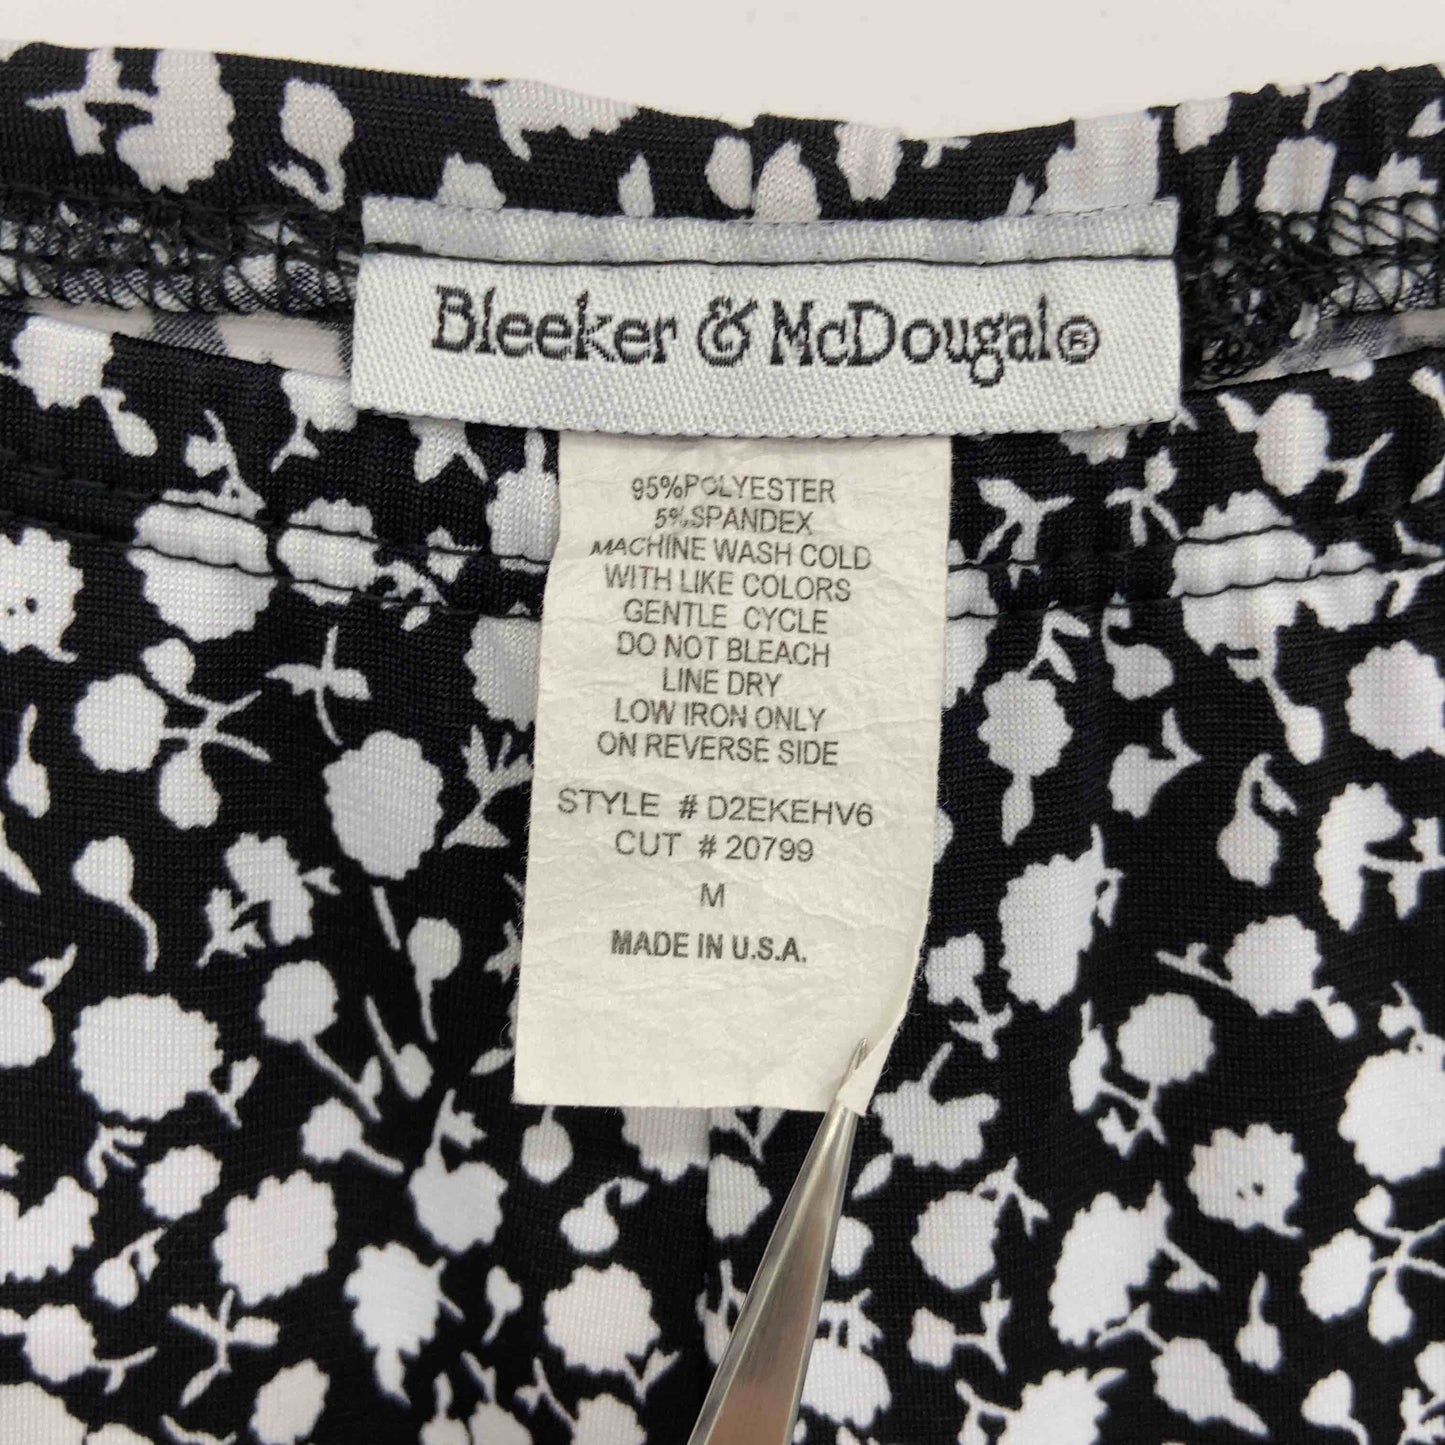 Bleeker & McDougal®
95%POLYESTER
5%SPANDEX
MACHINE WASH COLD
WITH LIKE COLORS
GENTLE CYCLE
DO NOT BLEACH
LINE DRY
LOW IRON ONLY
ON REVERSE SIDE
STYLE # D2EKEHV6
CUT # 20799
M
MADE IN U.S.A.